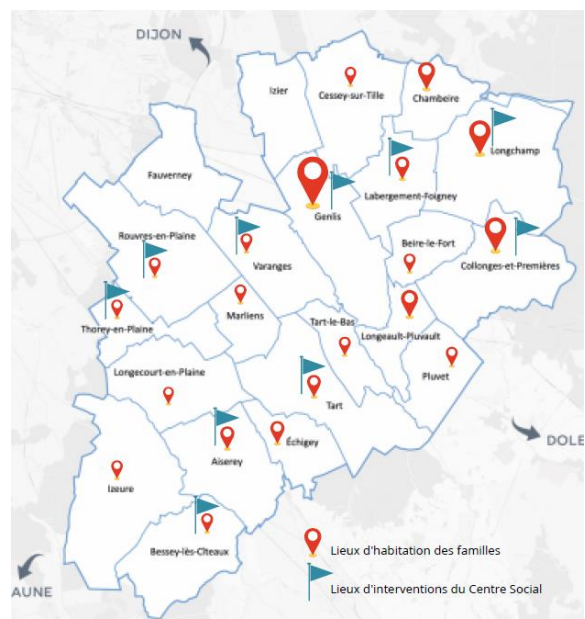 DIJON
Izier
Cessey-sur-Tille
Chambeire
Longchamp
Fauverney
Labergement-Foigney
Genlis
Rouvres-en-Plaine
Beire-le-Fort
Varanges
Collonges-et-Premières
Marliens
Tart-le-Bas
Thorey-en-Plaine
Longeault-Pluvault
Longecourt-en-Plaine
Pluvet
Tart
DOLE
Échigey
Aiserey
Izeure
Bessey-lès-Cîteaux
Lieux d'habitation des familles
AUNE
Lieux d'interventions du Centre Social